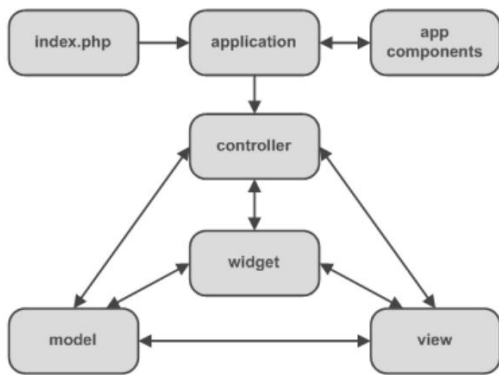 index.php
application
app
components
controller
widget
model
view